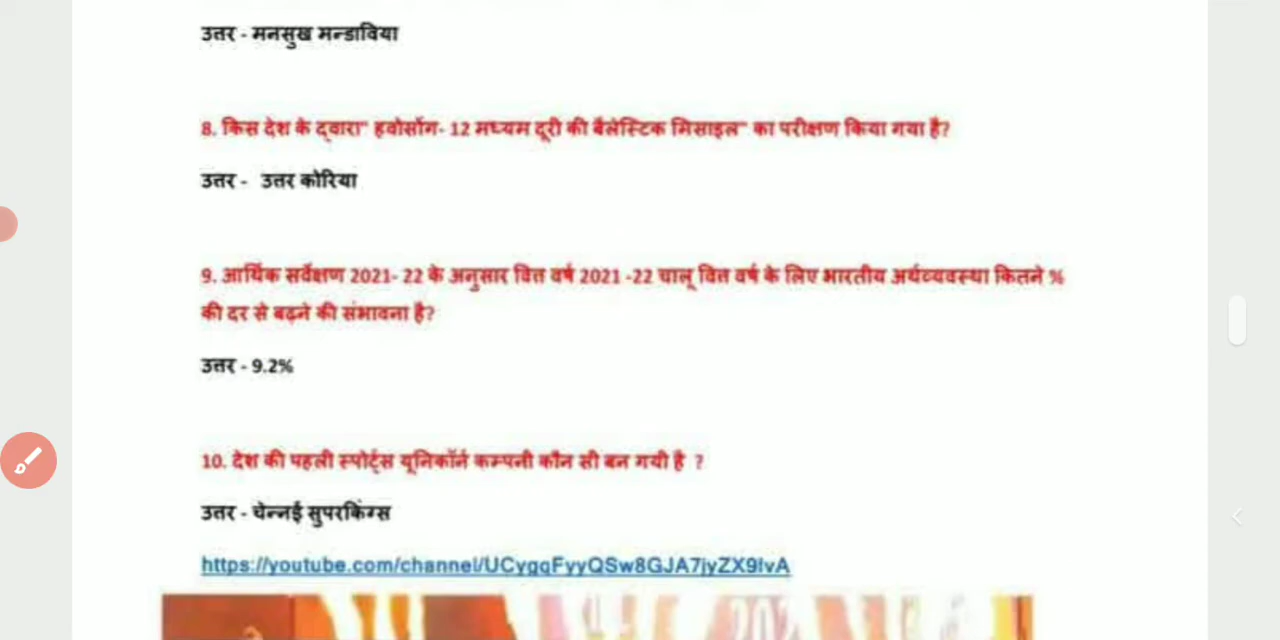 उत्तर - मनसुख मन्डाविया
8. किस देश के द्वारा" हवोसोंग- 12 मध्यम दूरी की बैलेस्टिक मिसाइल" का परीक्षण किया गया है?
उत्तर - उत्तर कोरिया
9. आर्थिक सर्वेक्षण 2021- 22 के अनुसार वित्त वर्ष 2021 -22 चालू वित्त वर्ष के लिए भारतीय अर्थव्यवस्था कितने %
की दर से बढ़ने की संभावना है?
उत्तर - 9.2%
10. देश की पहली स्पोर्ट्स यूनिकॉर्न कम्पनी कौन सी बन गयी है ?
उत्तर - चेन्नई सुपरकिंग्स
https://youtube.com/channel/UCygqFyyQSw8GJA7jyZX9lvA